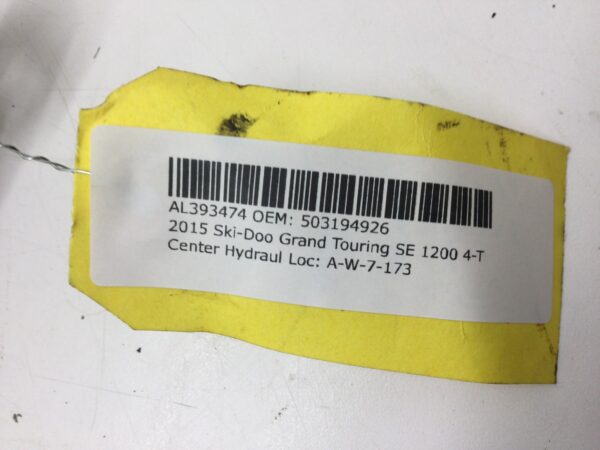 AL393474 OEM: 503194926
2015 Ski-Doo Grand Touring SE 1200 4-T
Center Hydraul Loc: A-W-7-173